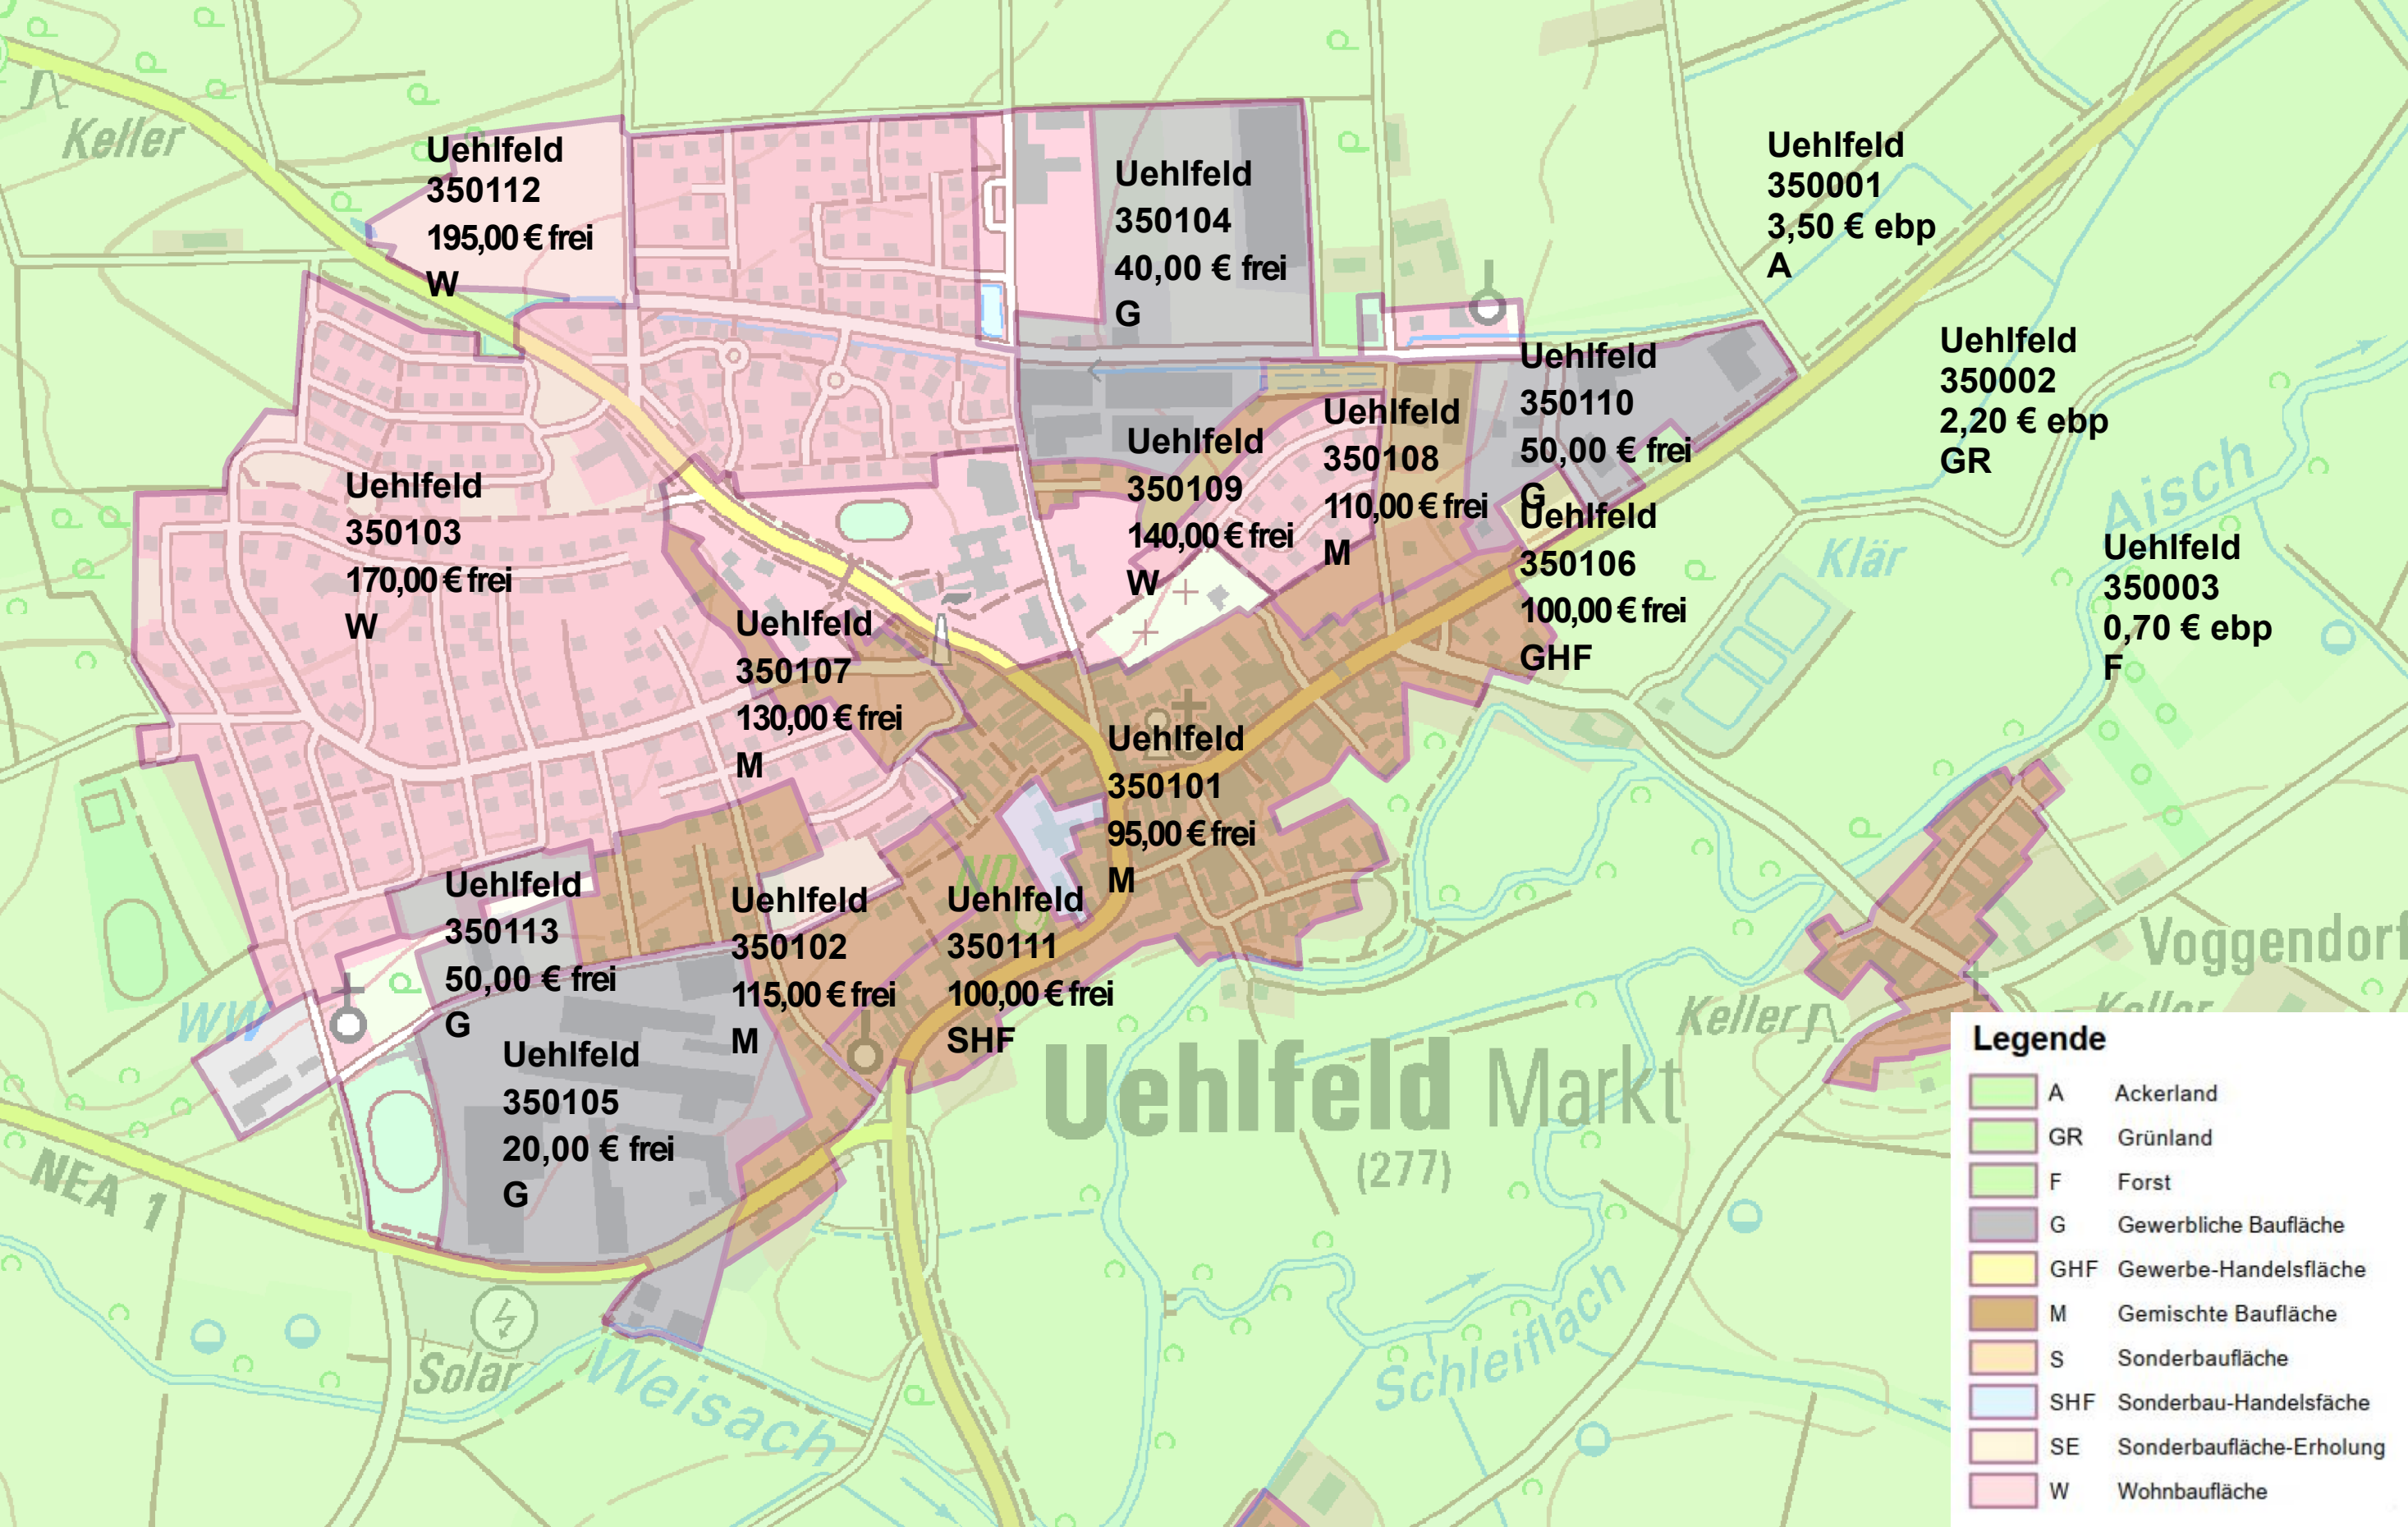 Keller
Uehlfeld
350112
195,00 € frei
W
Uehlfeld
350104
40,00 € frei
G
Uehlfeld
350001
3,50 € ebp
A
Uehlfeld
350002
2,20 € ebp
GR
Uehlfeld
350110
50,00 € frei
G
Uehlfeld
350108
110,00 € frei
M
Uehlfeld
350109
140,00 € frei
W
Uehlfeld
350103
170,00 € frei
W
Uehlfeld
350106
100,00 € frei
GHF
Aisch
Klär
Uehlfeld
350003
0,70 € ebp
F
Uehlfeld
350107
130,00 € frei
M
Uehlfeld
350101
95,00 € frei
M
ND
Uehlfeld
350113
50,00 € frei
G
Uehlfeld
350102
115,00 € frei
M
Uehlfeld
350111
100,00 € frei
SHF
Voggendorf
Keller
Keller
WW
Uehlfeld
350105
20,00 € frei
G
Uehlfeld Markt
(277)
NEA 1
Solar
Weisach
Schleiflach
Legende
A Ackerland
GR Grünland
F Forst
G Gewerbliche Baufläche
GHF Gewerbe-Handelsfläche
M Gemischte Baufläche
S Sonderbaufläche
SHF Sonderbau-Handelsfäche
SE Sonderbaufläche-Erholung
W Wohnbaufläche